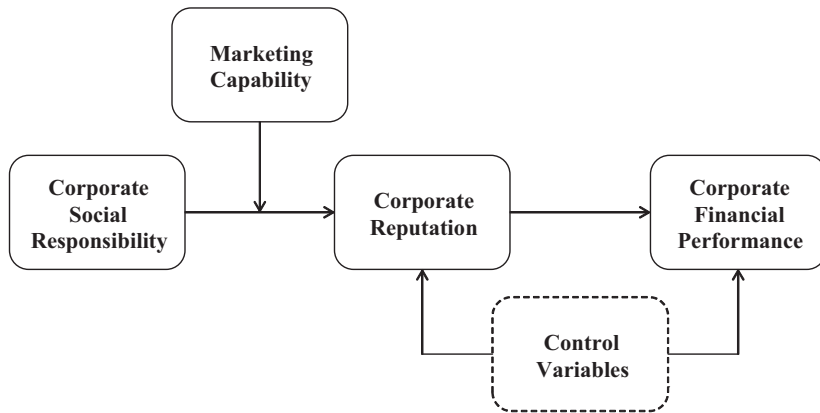 Marketing
Capability
Corporate
Social
Responsibility
Corporate
Reputation
Corporate
Financial
Performance
Control
Variables